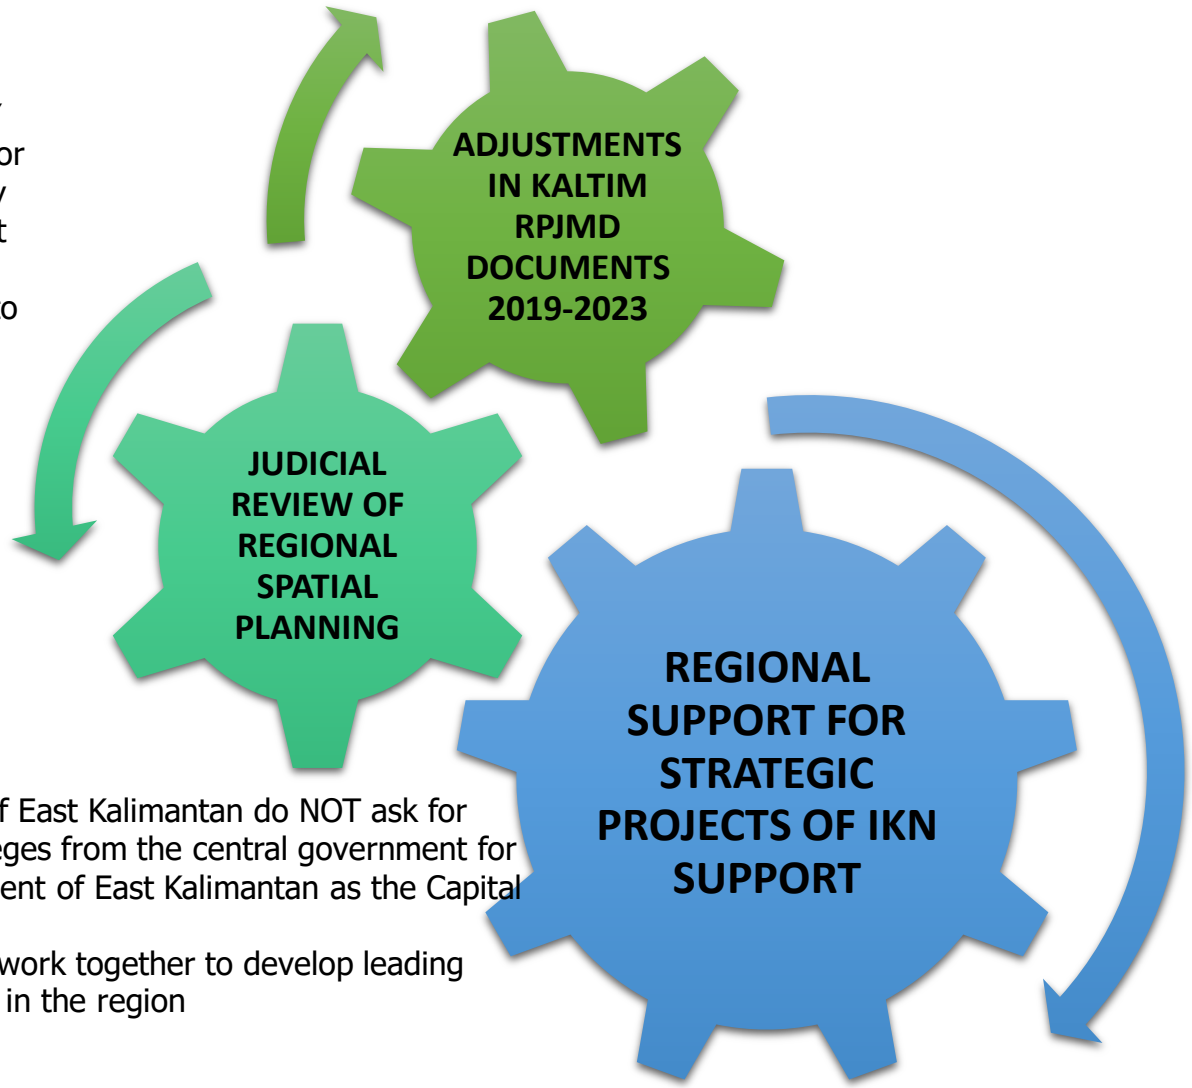 or
t
to
ADJUSTMENTS
IN KALTIM
RPJMD
DOCUMENTS
2019-2023
JUDICIAL
REVIEW OF
REGIONAL
SPATIAL
PLANNING
REGIONAL
SUPPORT FOR
STRATEGIC
PROJECTS OF IKN
SUPPORT
f East Kalimantan do NOT ask for
eges from the central government for
ent of East Kalimantan as the Capital
work together to develop leading
in the region